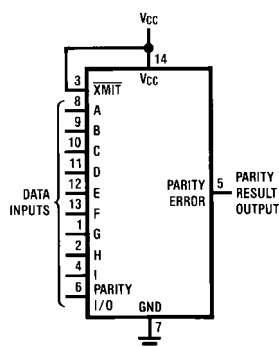 VCC
14
VCC
3
XMIT
8
A
9
B
10
C
11
D
12
E
13
F
1
G
2
H
4
I
6
PARITY
I/O
DATA
INPUTS
PARITY
ERROR
5
PARITY
RESULT
OUTPUT
GND
7